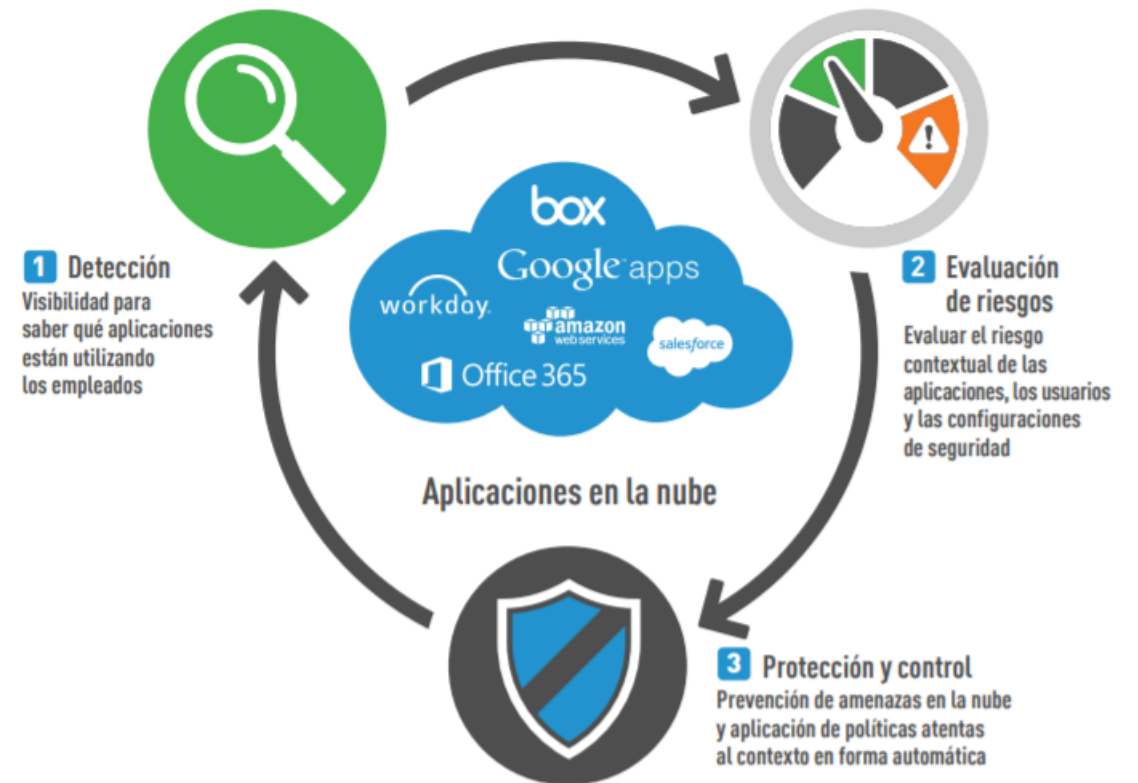 box
Google apps
workday.
amazon
webservices
salesforce
Office 365
Aplicaciones en la nube
1 Detección
Visibilidad para
saber qué aplicaciones
están utilizando
los empleados
2 Evaluación
de riesgos
Evaluar el riesgo
contextual de las
aplicaciones, los usuarios
y las configuraciones
de seguridad
3 Protección y control
Prevención de amenazas en la nube
y aplicación de políticas atentas
al contexto en forma automática